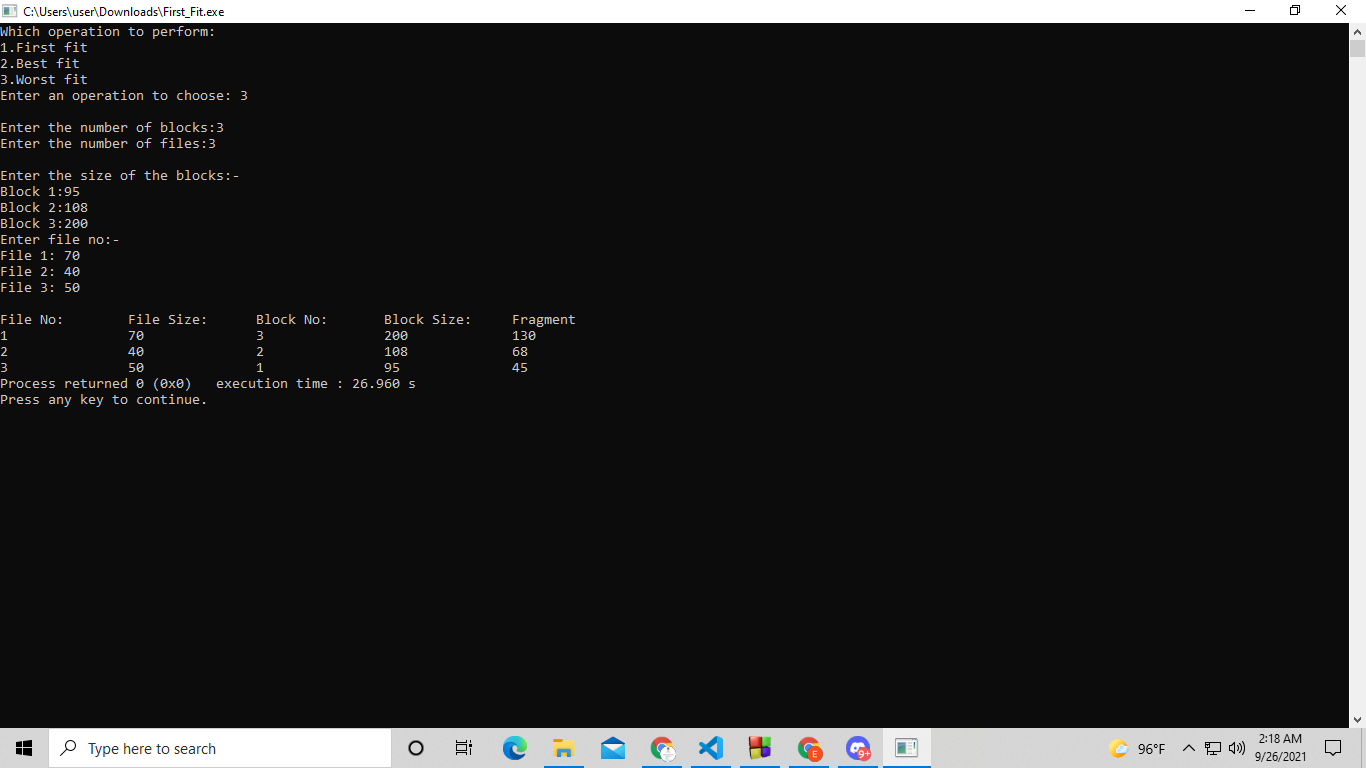 C:\Users\user\Downloads\First_Fit.exe
Which operation to perform:
1.First fit
2.Best fit
3.Worst fit
Enter an operation to choose: 3
Enter the number of blocks:3
Enter the number of files:3
Enter the size of the blocks:-
Block 1:95
Block 2:108
Block 3:200
Enter file no:-
File 1: 70
File 2: 40
File 3: 50
File No: File Size: Block No: Block Size: Fragment
1 70 3 200 130
2 40 2 108 68
3 50 1 95 45
Process returned 0 (0x0) execution time : 26.960 s
Press any key to continue.
Type here to search E 9+ 96°F 2:18 AM
9/26/2021